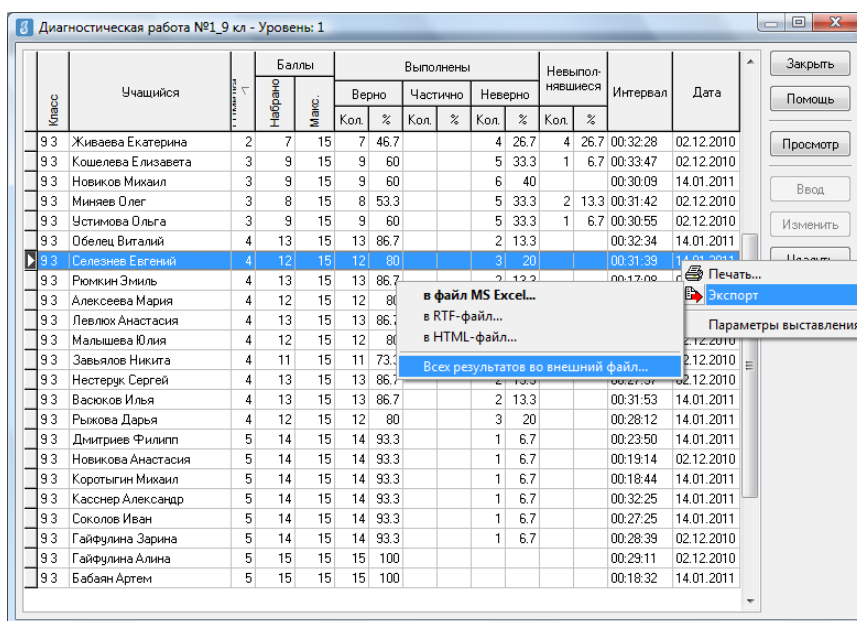 Диагностическая работа №1_9 кл - Уровень: 1
Класс Учащийся Баллы Выполнены Невыпол-нявшиеся Интервал Дата
Набрано Макс. Верно Частично Неверно
Кол. % Кол. % Кол. % Кол. %
9 3 Живаева Екатерина 2 7 15 7 46.7 4 26.7 4 26.7 00:32:28 02.12.2010
9 3 Кошелева Елизавета 3 9 15 9 60 5 33.3 1 6.7 00:33:47 02.12.2010
9 3 Новиков Михаил 3 9 15 9 60 6 40 00:30:09 14.01.2011
9 3 Миняев Олег 3 8 15 8 53.3 5 33.3 2 13.3 00:31:42 02.12.2010
9 3 Устимова Ольга 3 9 15 9 60 5 33.3 1 6.7 00:30:55 02.12.2010
9 3 Обелец Виталий 4 13 15 13 86.7 2 13.3 00:32:34 14.01.2011
9 3 Селезнев Евгений 4 12 15 12 80 3 20 00:31:39
9 3 Рюмкин Эмиль 4 13 15 13 86.7
9 3 Алексеева Мария 4 12 15 12
9 3 Левлюх Анастасия 4 13 15 13
9 3 Малышева Юлия 4 12 15 12
9 3 Завьялов Никита 4 11 15 11
9 3 Нестерук Сергей 4 13 15 13
9 3 Васюков Илья 4 13 15 13 86.7 2 13.3 00:31:53 14.01.2011
9 3 Рыжова Дарья 4 12 15 12 80 3 20 00:28:12 14.01.2011
9 3 Дмитриев Филипп 5 14 15 14 93.3 1 6.7 00:23:50 14.01.2011
9 3 Новикова Анастасия 5 14 15 14 93.3 1 6.7 00:19:14 02.12.2010
9 3 Коротыгин Михаил 5 14 15 14 93.3 1 6.7 00:18:44 14.01.2011
9 3 Касснер Александр 5 14 15 14 93.3 1 6.7 00:32:25 14.01.2011
9 3 Соколов Иван 5 14 15 14 93.3 1 6.7 00:27:25 14.01.2011
9 3 Гайфулина Зарина 5 14 15 14 93.3 1 6.7 00:28:39 02.12.2010
9 3 Гайфулина Алина 5 15 15 15 100 00:29:11 02.12.2010
9 3 Бабаян Артем 5 15 15 15 100 00:18:32 14.01.2011
Закрыть
Помощь
Просмотр
Ввод
Изменить
Печать...
Экспорт
Параметры выставления
в файл MS Excel...
в RTF-файл...
в HTML-файл...
Всех результатов во внешний файл...